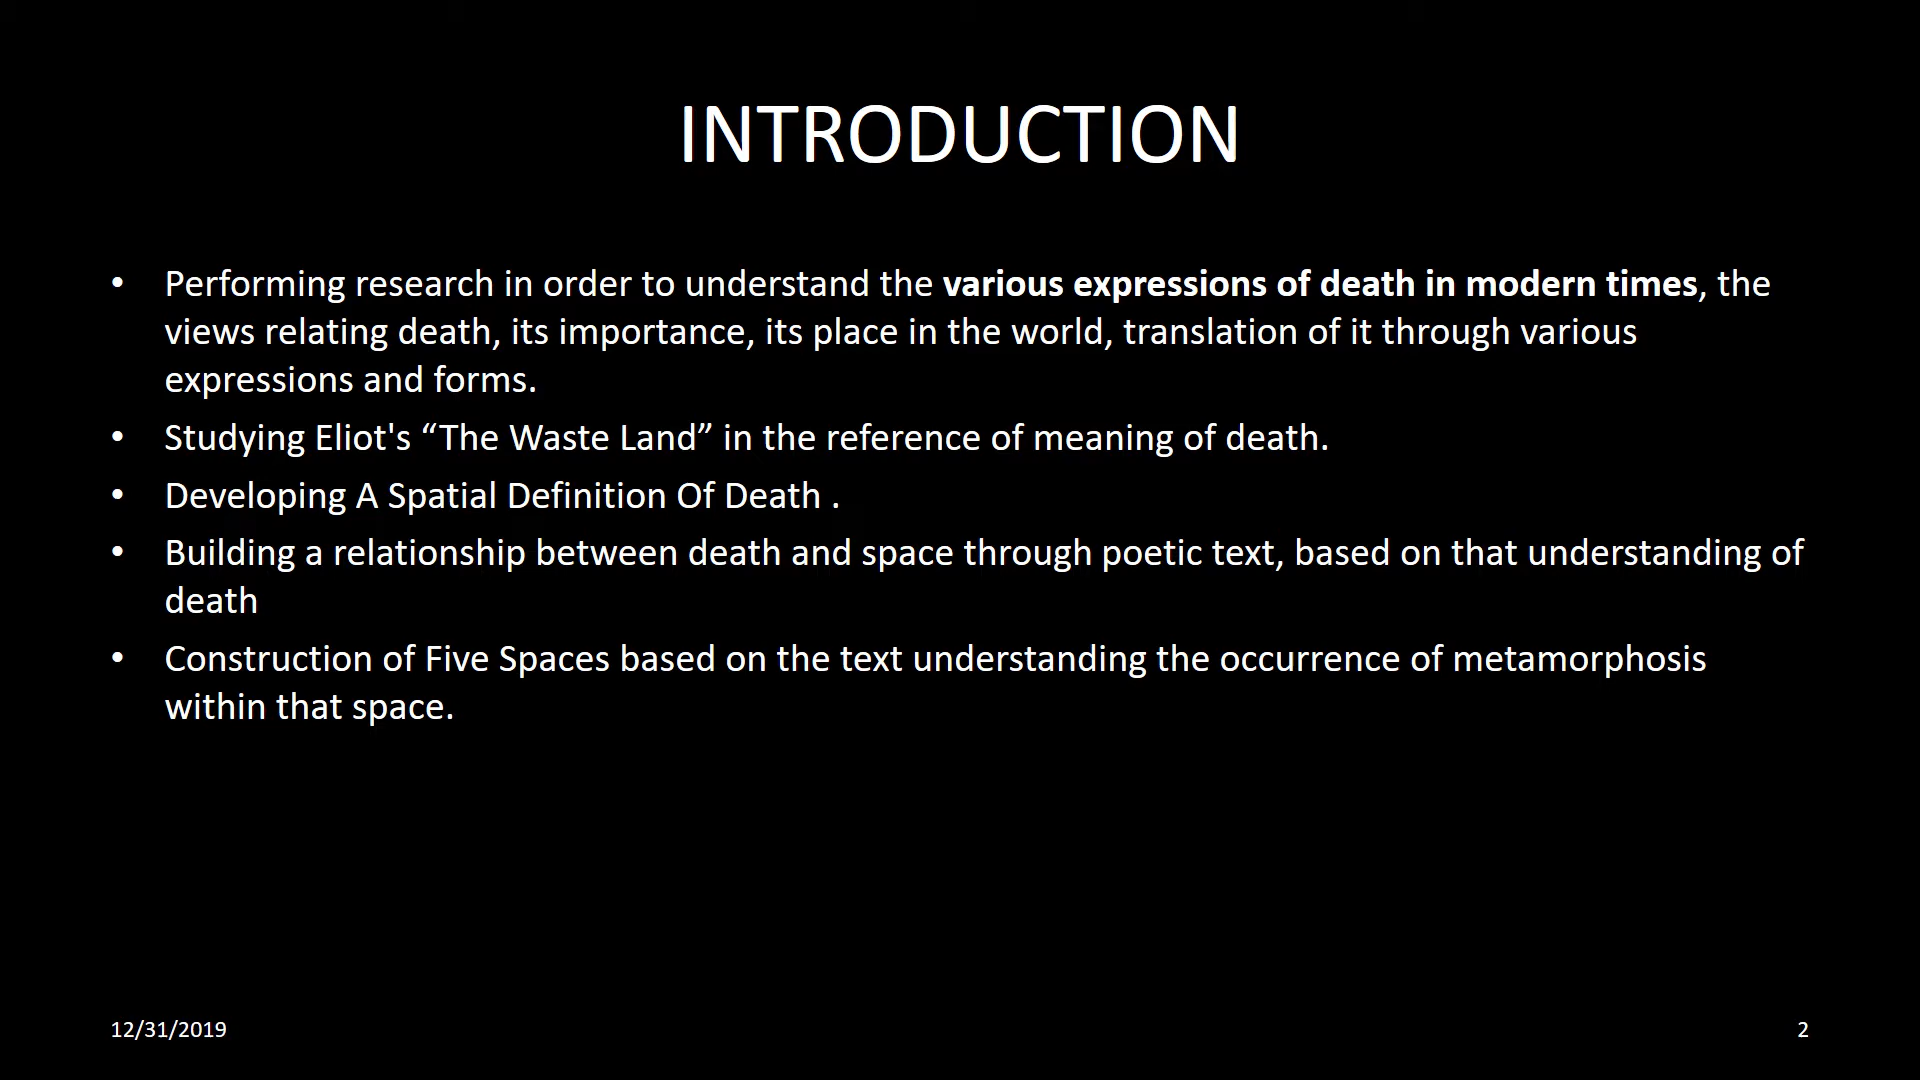 INTRODUCTION
• Performing research in order to understand the various expressions of death in modern times, the
views relating death, its importance, its place in the world, translation of it through various
expressions and forms.
• Studying Eliot's “The Waste Land” in the reference of meaning of death.
• Developing A Spatial Definition Of Death .
• Building a relationship between death and space through poetic text, based on that understanding of
death
• Construction of Five Spaces based on the text understanding the occurrence of metamorphosis
within that space.
12/31/2019
2